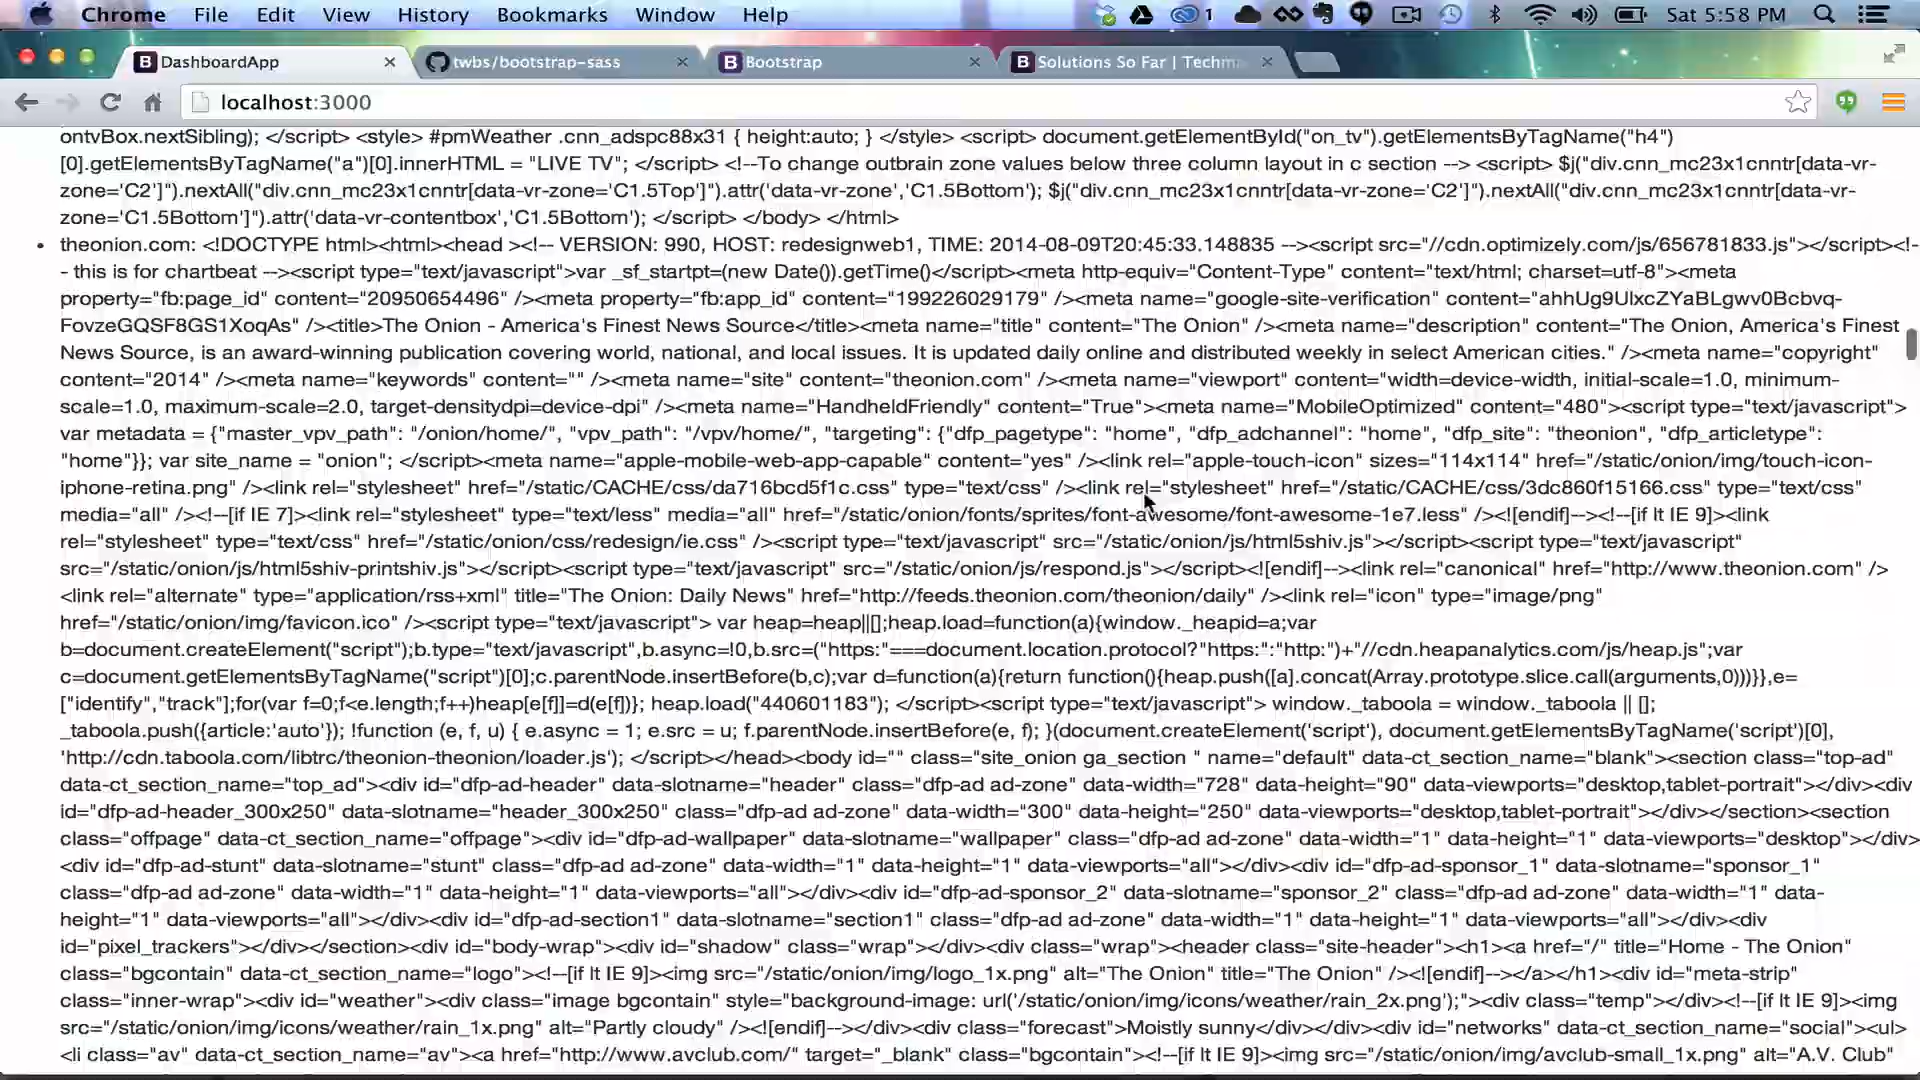 Chrome File Edit View History Bookmarks Window Help 1 Sat 5:58 PM
DashboardApp twbs/bootstrap-sass Bootstrap Solutions So Far | Techma
localhost:3000
ontvBox.nextSibling); </script> <style> #pmWeather .cnn_adspc88x31 { height:auto; } </style> <script> document.getElementById("on_tv").getElementsByTagName("h4")
[0].getElementsByTagName("a")[0].innerHTML = "LIVE TV"; </script> <!--To change outbrain zone values below three column layout in c section --> <script> $j("div.cnn_mc23x1cnntr[data-vr-
zone='C2']").nextAll("div.cnn_mc23x1cnntr[data-vr-zone='C1.5Top']").attr('data-vr-zone','C1.5Bottom'); $j("div.cnn_mc23x1cnntr[data-vr-zone='C2']").nextAll("div.cnn_mc23x1cnntr[data-vr-
zone='C1.5Bottom']").attr('data-vr-contentbox','C1.5Bottom'); </script> </body> </html>
• theonion.com: <!DOCTYPE html><html><head ><!-- VERSION: 990, HOST: redesignweb1, TIME: 2014-08-09T20:45:33.148835 --><script src="//cdn.optimizely.com/js/656781833.js"></script><!-
- this is for chartbeat --><script type="text/javascript">var _sf_startpt=(new Date()).getTime()</script><meta http-equiv="Content-Type" content="text/html; charset=utf-8"><meta
property="fb:page_id" content="20950654496" /><meta property="fb:app_id" content="199226029179" /><meta name="google-site-verification" content="ahhUg9UlxcZYaBLgwv0Bcbvq-
FovzeGQSF8GS1XoqAs" /><title>The Onion - America's Finest News Source</title><meta name="title" content="The Onion" /><meta name="description" content="The Onion, America's Finest
News Source, is an award-winning publication covering world, national, and local issues. It is updated daily online and distributed weekly in select American cities." /><meta name="copyright"
content="2014" /><meta name="keywords" content="" /><meta name="site" content="theonion.com" /><meta name="viewport" content="width=device-width, initial-scale=1.0, minimum-
scale=1.0, maximum-scale=2.0, target-densitydpi=device-dpi" /><meta name="HandheldFriendly" content="True"><meta name="MobileOptimized" content="480"><script type="text/javascript">
var metadata = {"master_vpv_path": "/onion/home/", "vpv_path": "/vpv/home/", "targeting": {"dfp_pagetype": "home", "dfp_adchannel": "home", "dfp_site": "theonion", "dfp_articletype":
"home"}}; var site_name = "onion"; </script><meta name="apple-mobile-web-app-capable" content="yes" /><link rel="apple-touch-icon" sizes="114x114" href="/static/onion/img/touch-icon-
iphone-retina.png" /><link rel="stylesheet" href="/static/CACHE/css/da716bcd5f1c.css" type="text/css" /><link rel="stylesheet" href="/static/CACHE/css/3dc860f15166.css" type="text/css"
media="all" /><!--[if IE 7]><link rel="stylesheet" type="text/less" media="all" href="/static/onion/fonts/sprites/font-awesome/font-awesome-1e7.less" /><![endif]--><!--[if lt IE 9]><link
rel="stylesheet" type="text/css" href="/static/onion/css/redesign/ie.css" /><script type="text/javascript" src="/static/onion/js/html5shiv.js"></script><script type="text/javascript"
src="/static/onion/js/html5shiv-printshiv.js"></script><script type="text/javascript" src="/static/onion/js/respond.js"></script><![endif]--><link rel="canonical" href="http://www.theonion.com" />
<link rel="alternate" type="application/rss+xml" title="The Onion: Daily News" href="http://feeds.theonion.com/theonion/daily" /><link rel="icon" type="image/png"
href="/static/onion/img/favicon.ico" /><script type="text/javascript"> var heap=heap||[];heap.load=function(a){window._heapid=a;var
b=document.createElement("script");b.type="text/javascript",b.async=!0,b.src=("https:"===document.location.protocol?"https:":"http:")+"//cdn.heapanalytics.com/js/heap.js";var
c=document.getElementsByTagName("script")[0];c.parentNode.insertBefore(b,c);var d=function(a){return function(){heap.push([a].concat(Array.prototype.slice.call(arguments,0)))}},e=
["identify","track"];for(var f=0;f<e.length;f++)heap[e[f]]=d(e[f])}; heap.load("440601183"); </script><script type="text/javascript"> window._taboola = window._taboola || [];
_taboola.push({article:'auto'}); !function (e, f, u) { e.async = 1; e.src = u; f.parentNode.insertBefore(e, f); }(document.createElement('script'), document.getElementsByTagName('script')[0],
'http://cdn.taboola.com/libtrc/theonion-theonion/loader.js'); </script></head><body id="" class="site_onion ga_section " name="default" data-ct_section_name="blank"><section class="top-ad"
data-ct_section_name="top_ad"><div id="dfp-ad-header" data-slotname="header" class="dfp-ad ad-zone" data-width="728" data-height="90" data-viewports="desktop,tablet-portrait"></div><div
id="dfp-ad-header_300x250" data-slotname="header_300x250" class="dfp-ad ad-zone" data-width="300" data-height="250" data-viewports="desktop,tablet-portrait"></div></section><section
class="offpage" data-ct_section_name="offpage"><div id="dfp-ad-wallpaper" data-slotname="wallpaper" class="dfp-ad ad-zone" data-width="1" data-height="1" data-viewports="desktop"></div>
<div id="dfp-ad-stunt" data-slotname="stunt" class="dfp-ad ad-zone" data-width="1" data-height="1" data-viewports="all"></div><div id="dfp-ad-sponsor_1" data-slotname="sponsor_1"
class="dfp-ad ad-zone" data-width="1" data-height="1" data-viewports="all"></div><div id="dfp-ad-sponsor_2" data-slotname="sponsor_2" class="dfp-ad ad-zone" data-width="1" data-
height="1" data-viewports="all"></div><div id="dfp-ad-section1" data-slotname="section1" class="dfp-ad ad-zone" data-width="1" data-height="1" data-viewports="all"></div><div
id="pixel_trackers"></div></section><div id="body-wrap"><div id="shadow" class="wrap"></div><div class="wrap"><header class="site-header"><h1><a href="/" title="Home - The Onion"
class="bgcontain" data-ct_section_name="logo"><!--[if lt IE 9]><img src="/static/onion/img/logo_1x.png" alt="The Onion" title="The Onion" /><![endif]--></a></h1><div id="meta-strip"
class="inner-wrap"><div id="weather"><div class="image bgcontain" style="background-image: url('/static/onion/img/icons/weather/rain_2x.png');"><div class="temp"></div><!--[if lt IE 9]><img
src="/static/onion/img/icons/weather/rain_1x.png" alt="Partly cloudy" /><![endif]--></div><div class="forecast">Moistly sunny</div></div><div id="networks" data-ct_section_name="social"><ul>
<li class="av" data-ct_section_name="av"><a href="http://www.avclub.com/" target="_blank" class="bgcontain"><!--[if lt IE 9]><img src="/static/onion/img/avclub-small_1x.png" alt="A.V. Club"